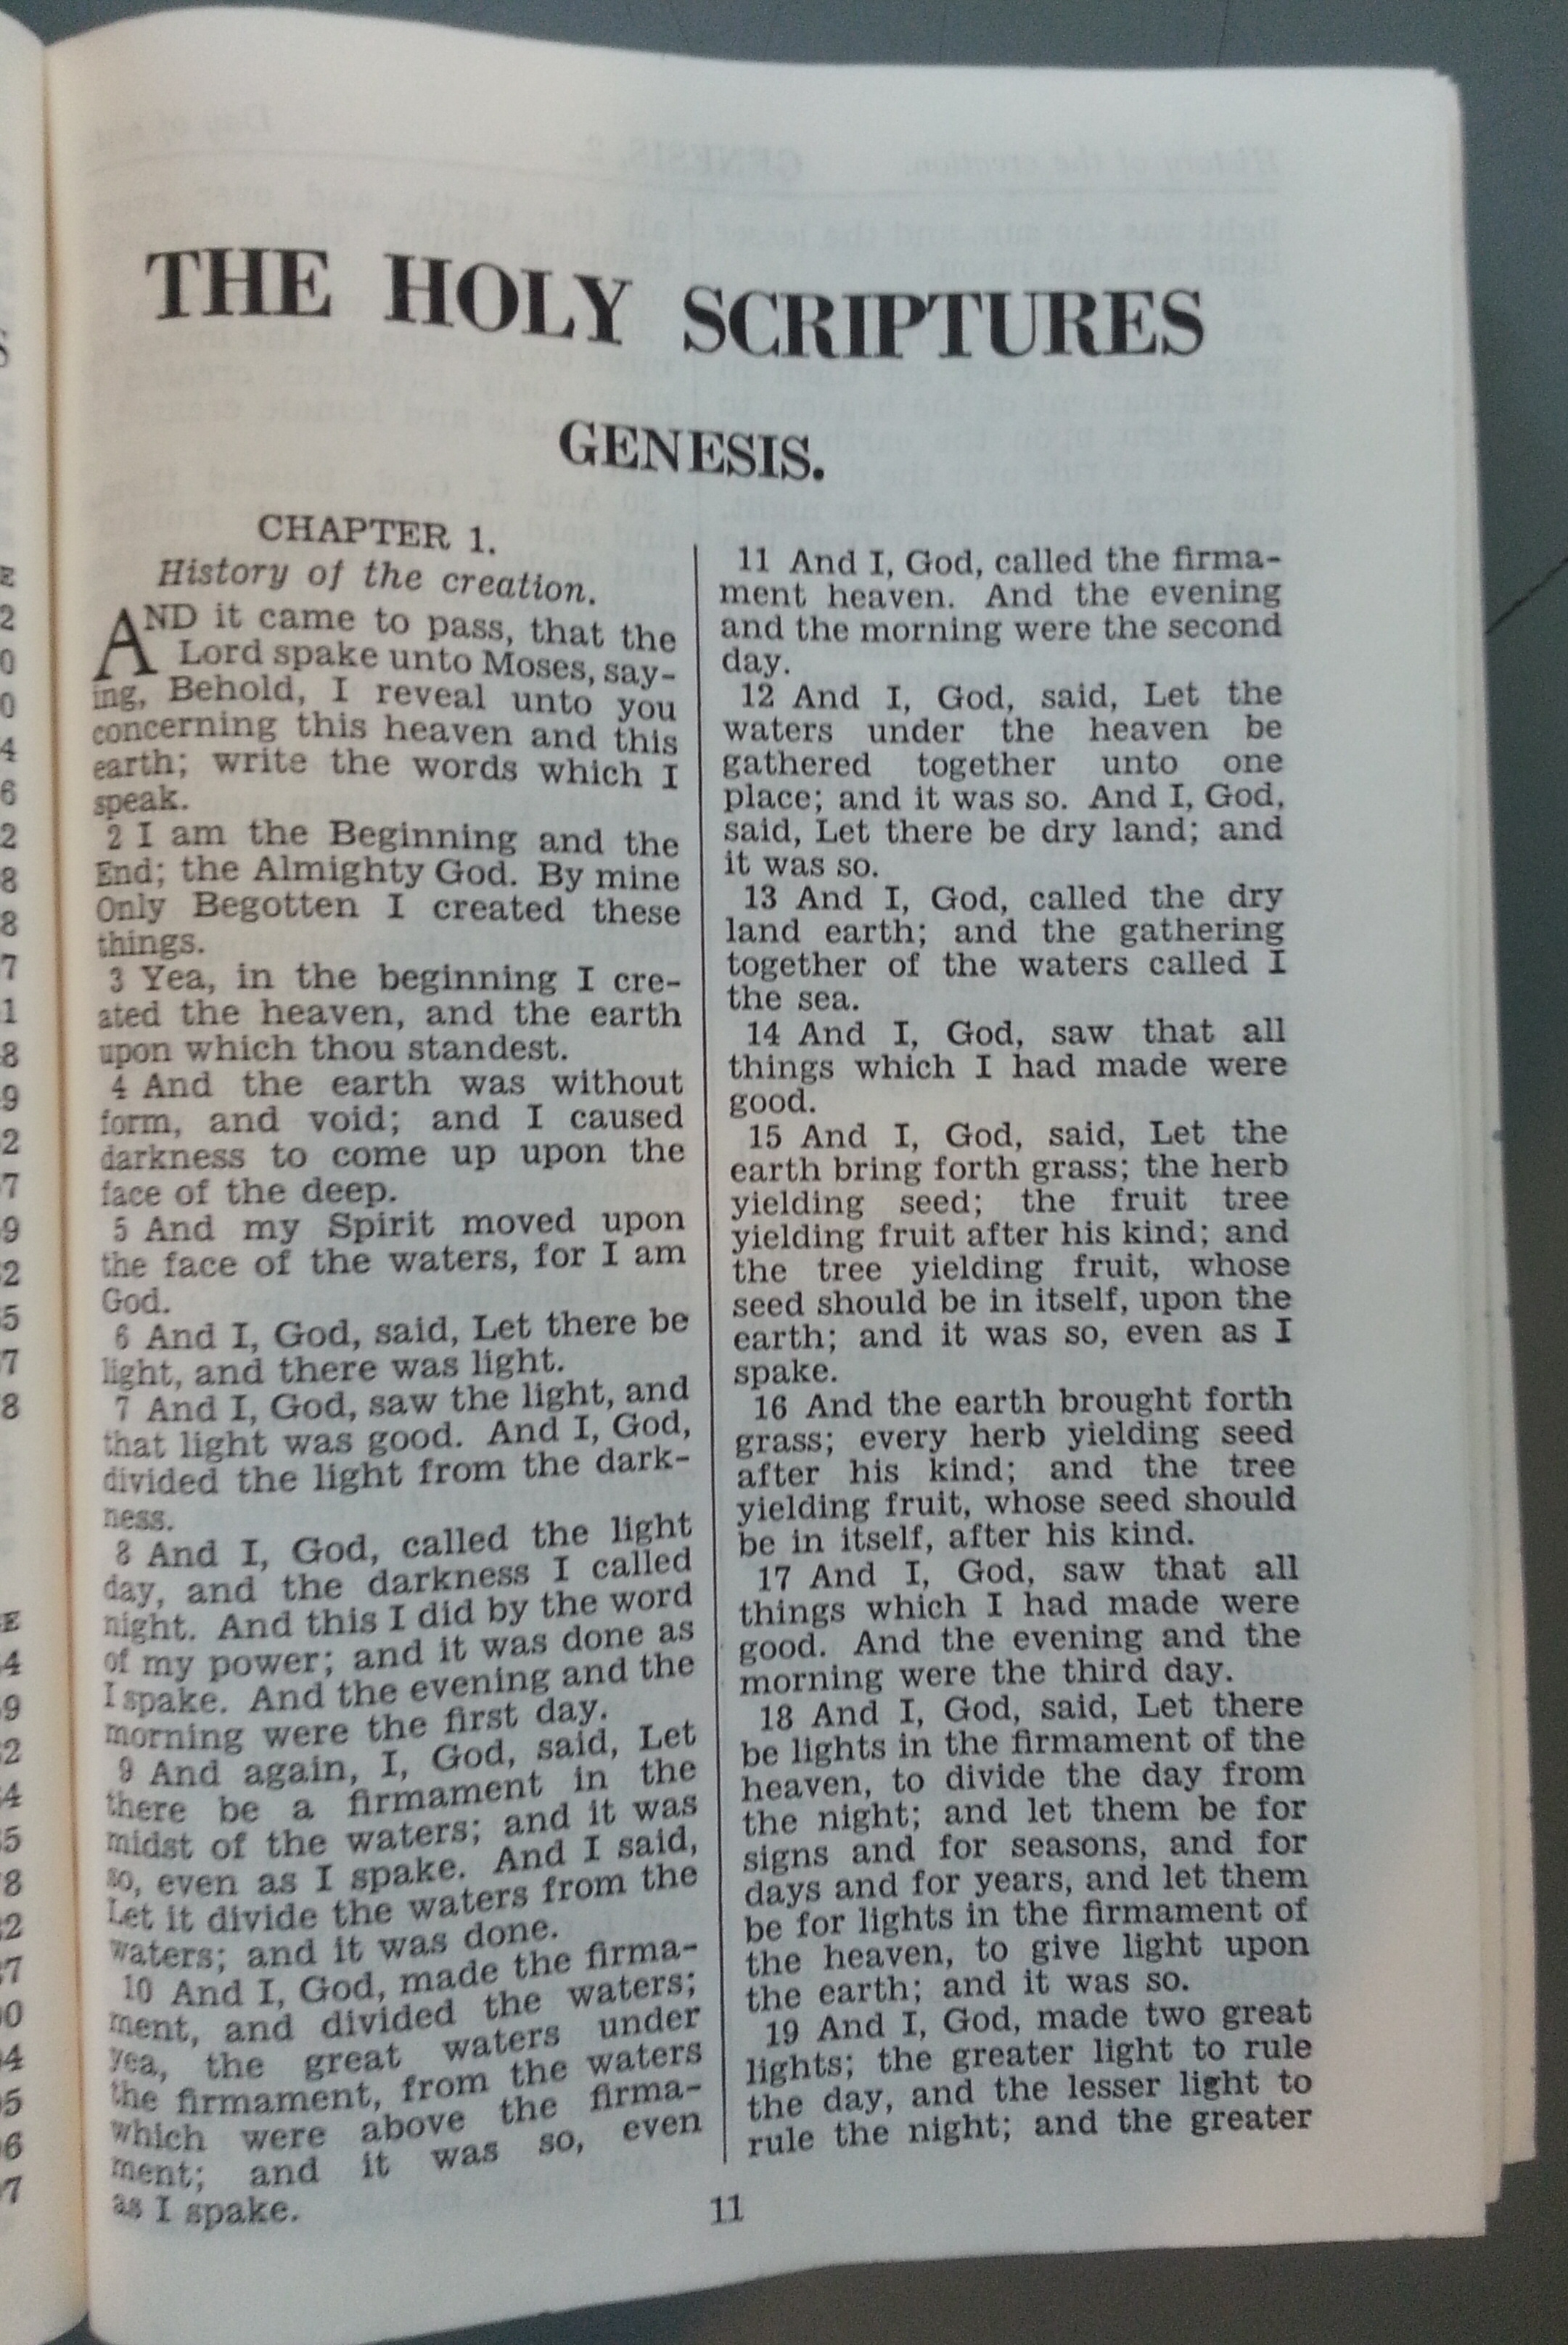 THE HOLY SCRIPTURES
GENESIS.
CHAPTER 1.
History of the creation.
AND it came to pass, that the
Lord spake unto Moses, say-
ing, Behold, I reveal unto you
concerning this heaven and this
earth; write the words which I
speak.
2 I am the Beginning and the
End; the Almighty God. By mine
Only Begotten I created these
things.
3 Yea, in the beginning I cre-
ated the heaven, and the earth
upon which thou standest.
4 And the earth was without
form, and void; and I caused
darkness to come up upon the
face of the deep.
5 And my Spirit moved upon
the face of the waters, for I am
God.
6 And I, God, said, Let there be
light, and there was light.
7 And I, God, saw the light, and
that light was good. And I, God,
divided the light from the dark-
ness.
8 And I, God, called the light
day, and the darkness I called
night. And this I did by the word
of my power; and it was done as
I spake. And the evening and the
morning were the first day.
9 And again, I, God, said, Let
there be a firmament in the
midst of the waters; and it was
so, even as I spake. And I said,
Let it divide the waters from the
waters; and it was done.
10 And I, God, made the firma-
ment, and divided the waters;
yea, the great waters under
the firmament, from the waters
which were above the firma-
ment; and it was so, even
as I spake.
11 And I, God, called the firma-
ment heaven. And the evening
and the morning were the second
day.
12 And I, God, said, Let the
waters under the heaven be
gathered together unto one
place; and it was so. And I, God,
said, Let there be dry land; and
it was so.
13 And I, God, called the dry
land earth; and the gathering
together of the waters called I
the sea.
14 And I, God, saw that all
things which I had made were
good.
15 And I, God, said, Let the
earth bring forth grass; the herb
yielding seed; the fruit tree
yielding fruit after his kind; and
the tree yielding fruit, whose
seed should be in itself, upon the
earth; and it was so, even as I
spake.
16 And the earth brought forth
grass; every herb yielding seed
after his kind; and the tree
yielding fruit, whose seed should
be in itself, after his kind.
17 And I, God, saw that all
things which I had made were
good. And the evening and the
morning were the third day.
18 And I, God, said, Let there
be lights in the firmament of the
heaven, to divide the day from
the night; and let them be for
signs and for seasons, and for
days and for years, and let them
be for lights in the firmament of
the heaven, to give light upon
the earth; and it was so.
19 And I, God, made two great
lights; the greater light to rule
the day, and the lesser light to
rule the night; and the greater
11